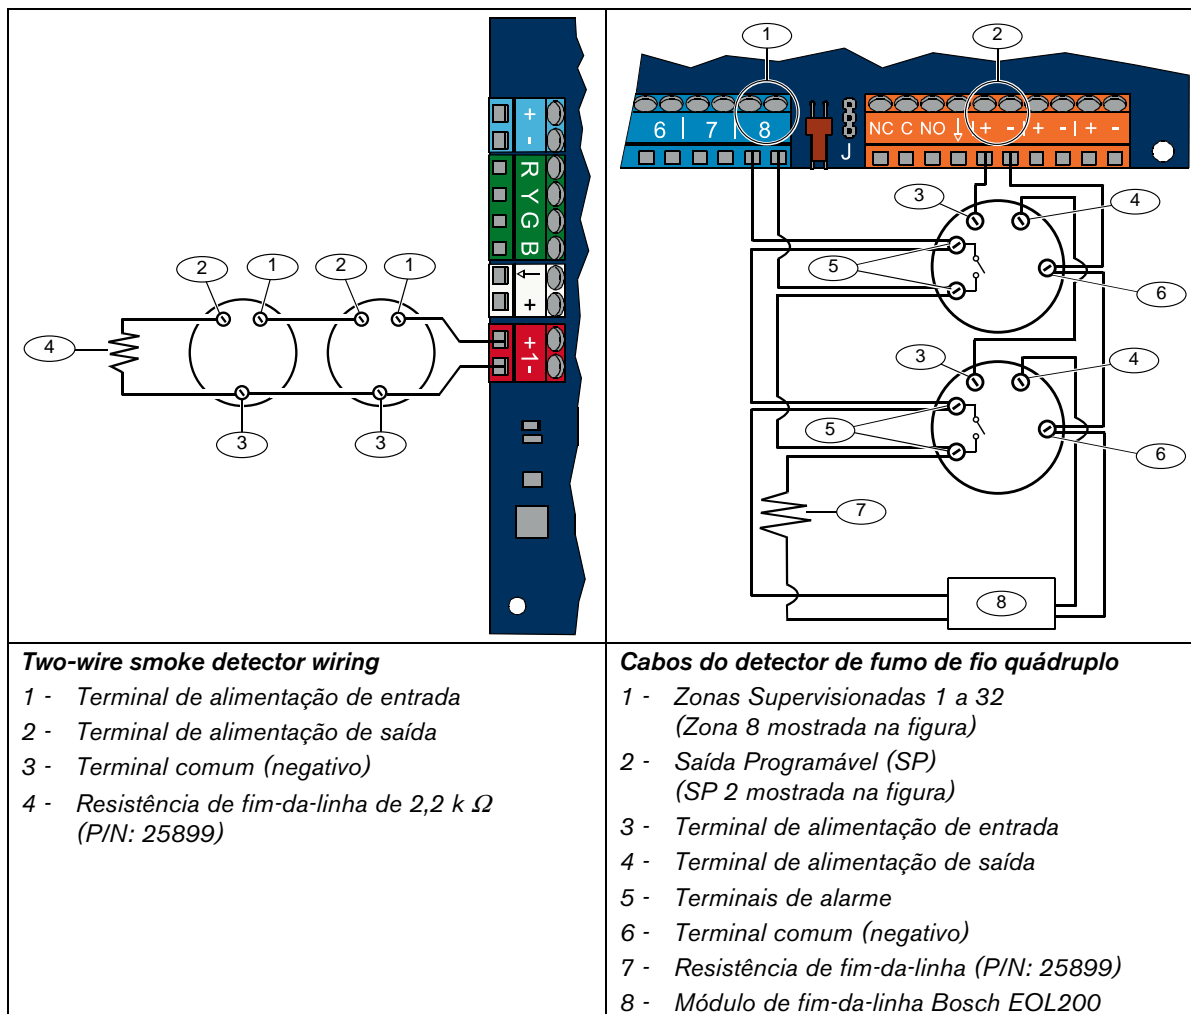 +
-
R
Y
G
B
+
+
1
-
2
1
2
1
4
3
3
1
2
6 | 7 | 8
J
NC C NO + - + - + -
3
4
5
6
3
4
5
6
7
8
Two-wire smoke detector wiring
1 - Terminal de alimentação de entrada
2 - Terminal de alimentação de saída
3 - Terminal comum (negativo)
4 - Resistência de fim-da-linha de 2,2 k Ω
(P/N: 25899)
Cabos do detector de fumo de fio quádruplo
1 - Zonas Supervisionadas 1 a 32
(Zona 8 mostrada na figura)
2 - Saída Programável (SP)
(SP 2 mostrada na figura)
3 - Terminal de alimentação de entrada
4 - Terminal de alimentação de saída
5 - Terminais de alarme
6 - Terminal comum (negativo)
7 - Resistência de fim-da-linha (P/N: 25899)
8 - Módulo de fim-da-linha Bosch EOL200